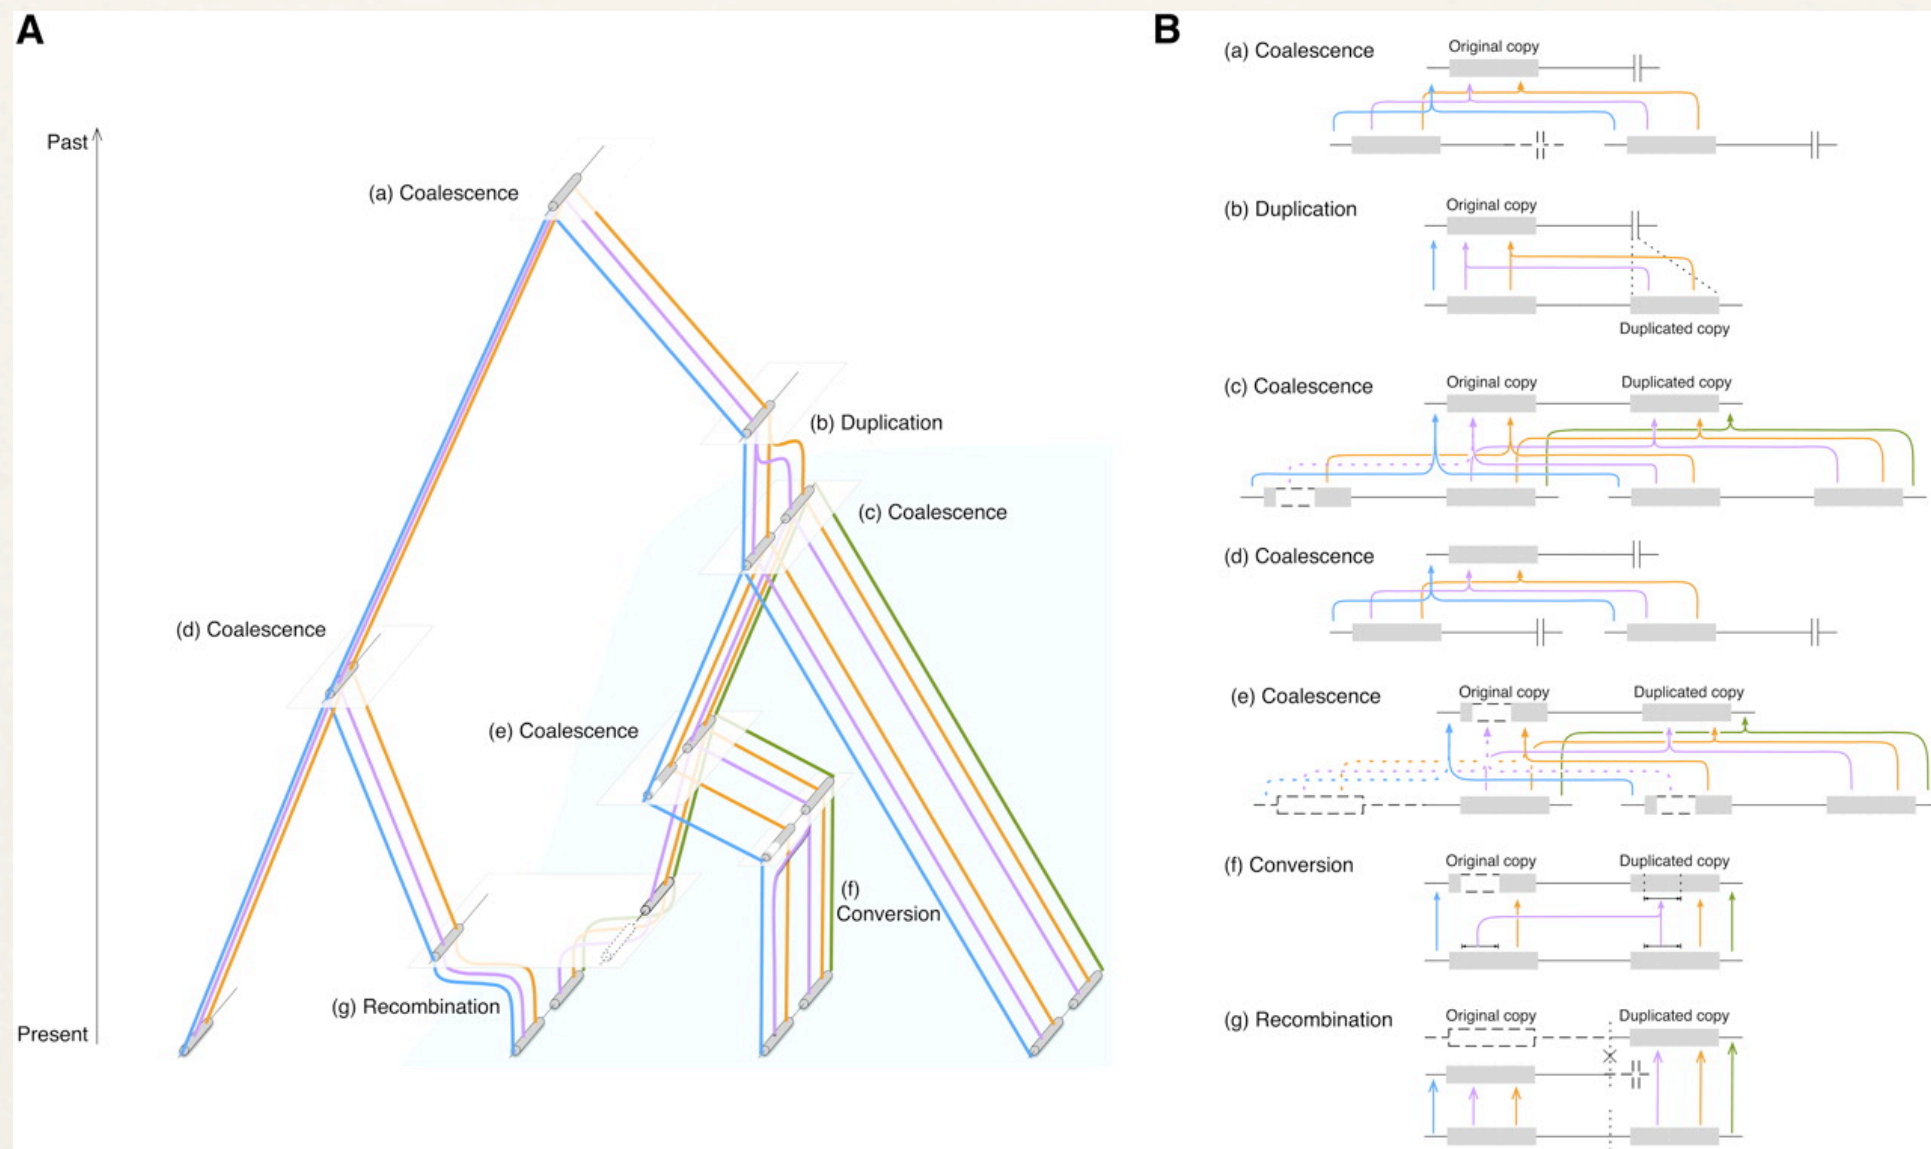 A
Past
(a) Coalescence
(b) Duplication
(c) Coalescence
(d) Coalescence
(e) Coalescence
(f)
Conversion
(g) Recombination
Present
B
(a) Coalescence
Original copy
(b) Duplication
Original copy
Duplicated copy
(c) Coalescence
Original copy
Duplicated copy
(d) Coalescence
(e) Coalescence
Original copy
Duplicated copy
(f) Conversion
Original copy
Duplicated copy
(g) Recombination
Original copy
Duplicated copy